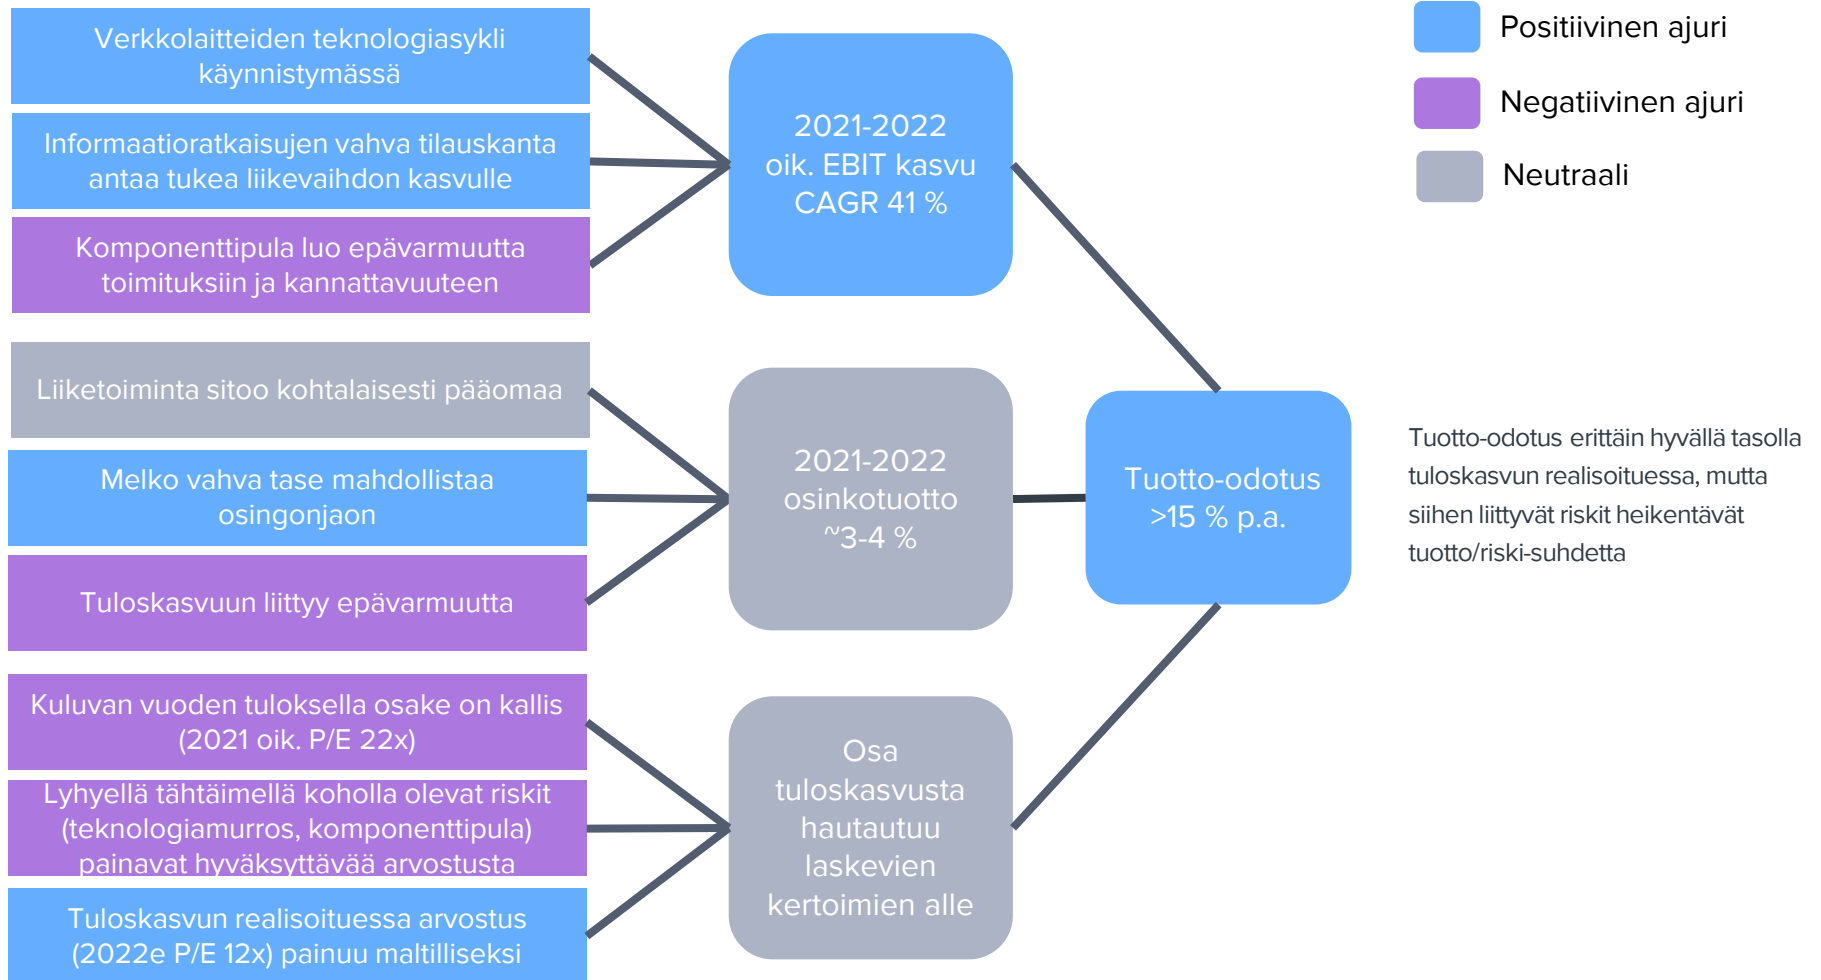 Verkkolaitteiden teknologiasykli
käynnistymässä
Informaatioratkaisujen vahva tilauskanta
antaa tukea liikevaihdon kasvulle
Komponenttipula luo epävarmuutta
toimituksiin ja kannattavuuteen
2021-2022
oik. EBIT kasvu
CAGR 41 %
Positiivinen ajuri
Negatiivinen ajuri
Neutraali
Liiketoiminta sitoo kohtalaisesti pääomaa
Melko vahva tase mahdollistaa
osingonjaon
Tuloskasvuun liittyy epävarmuutta
2021-2022
osinkotuotto
~3-4 %
Tuotto-odotus
>15 % p.a.
Tuotto-odotus erittäin hyvällä tasolla
tuloskasvun realisoituessa, mutta
siihen liittyvät riskit heikentävät
tuotto/riski-suhdetta
Kuluvan vuoden tuloksella osake on kallis
(2021 oik. P/E 22x)
Lyhyellä tähtäimellä koholla olevat riskit
(teknologiamurros, komponenttipula)
painavat hyväksyttävää arvostusta
Tuloskasvun realisoituessa arvostus
(2022e P/E 12x) painuu maltilliseksi
Osa
tuloskasvusta
hautautuu
laskevien
kertoimien alle